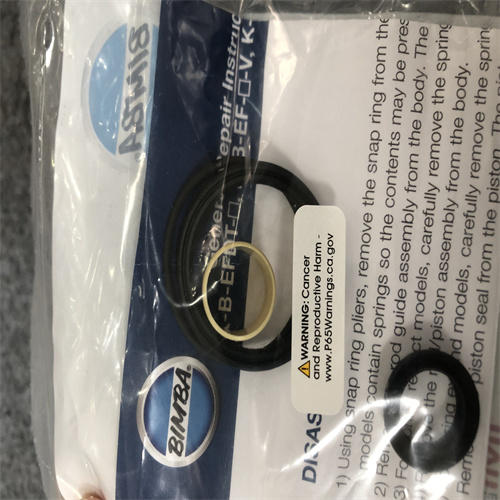 BIMBA
Repair Instruc
B-EF-□-V, K-
K-B-EF
BIMBA
WARNING: Cancer
and Reproductive Harm -
www.P65Warnings.ca.gov
DISAS
1) Using snap ring pliers, remove the snap ring from the
models contain springs so the contents may be pres
2) Re rod guide assembly from the body. The
3) Fo models, carefully remove the spring
piston assembly from the body.
models, carefully remove the spring
Remo piston seal from the piston.